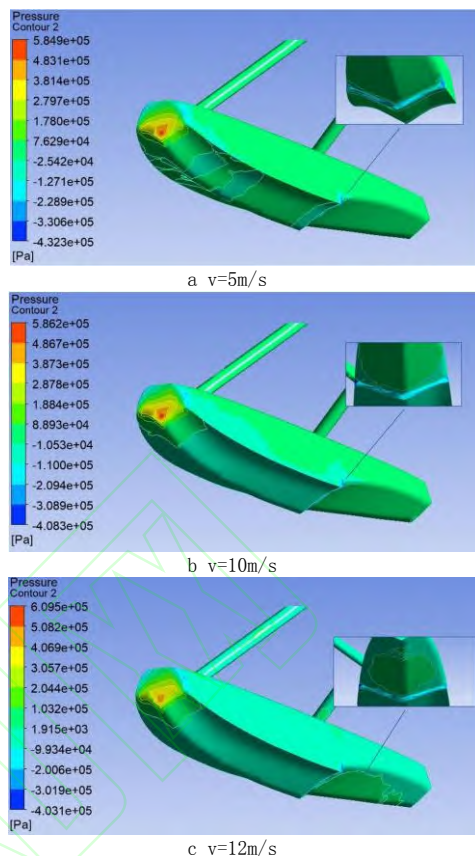 Pressure
Contour 2
5.849e+05
4.831e+05
3.814e+05
2.797e+05
1.780e+05
7.629e+04
-2.542e+04
-1.271e+05
-2.289e+05
-3.306e+05
-4.323e+05
[Pa]
a v=5m/s
Pressure
Contour 2
5.862e+05
4.867e+05
3.873e+05
2.878e+05
1.884e+05
8.893e+04
-1.053e+04
-1.100e+05
-2.094e+05
-3.089e+05
-4.083e+05
[Pa]
b v=10m/s
Pressure
Contour 2
6.095e+05
5.082e+05
4.069e+05
3.057e+05
2.044e+05
1.032e+05
1.915e+03
-9.934e+04
-2.006e+05
-3.019e+05
-4.031e+05
[Pa]
c v=12m/s